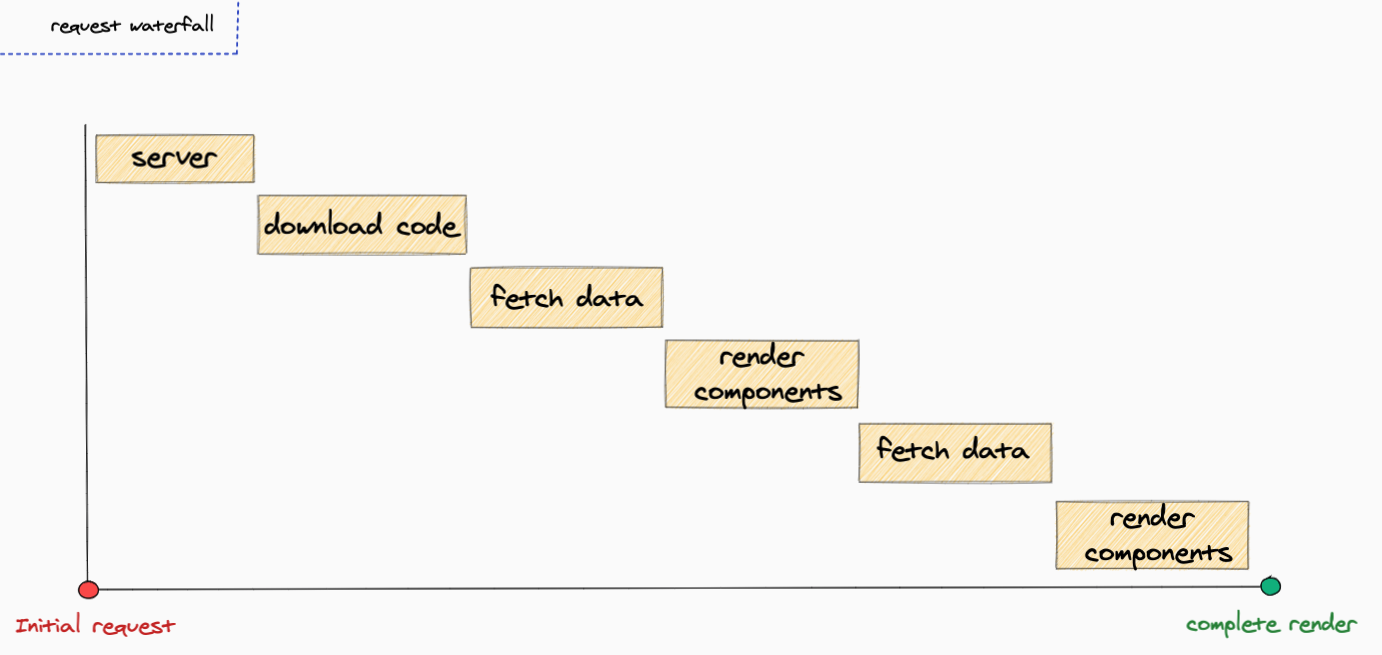 request waterfall
server
download code
fetch data
render
components
fetch data
render
components
Initial request
complete render